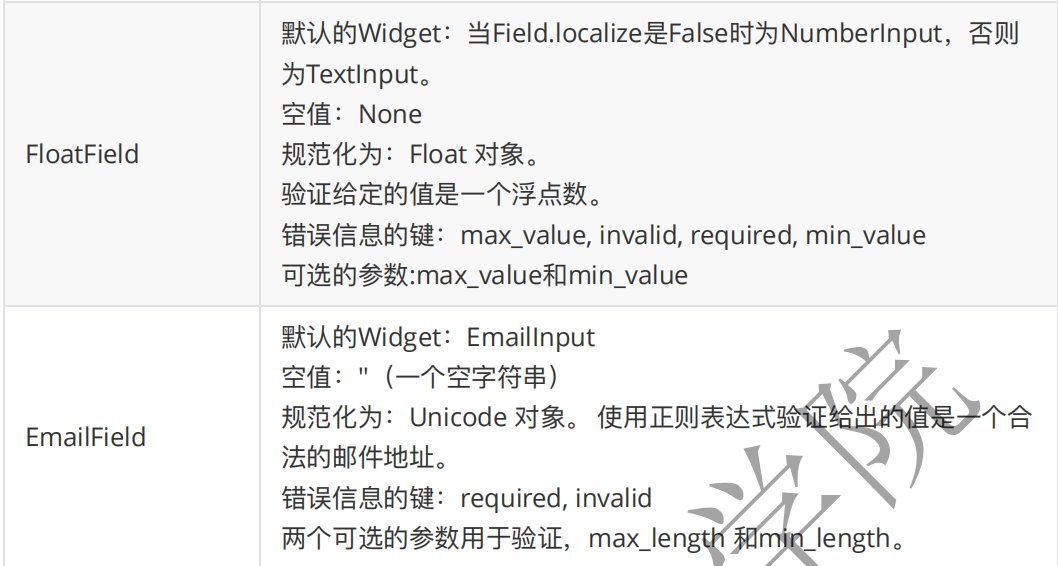 FloatField
默认的Widget：当Field.localize是False时为NumberInput，否则
为TextInput。
空值：None
规范化为：Float 对象。
验证给定的值是一个浮点数。
错误信息的键：max_value, invalid, required, min_value
可选的参数:max_value和min_value
EmailField
默认的Widget：EmailInput
空值：''（一个空字符串）
规范化为：Unicode 对象。 使用正则表达式验证给出的值是一个合
法的邮件地址。
错误信息的键：required, invalid
两个可选的参数用于验证，max_length 和min_length。
学院